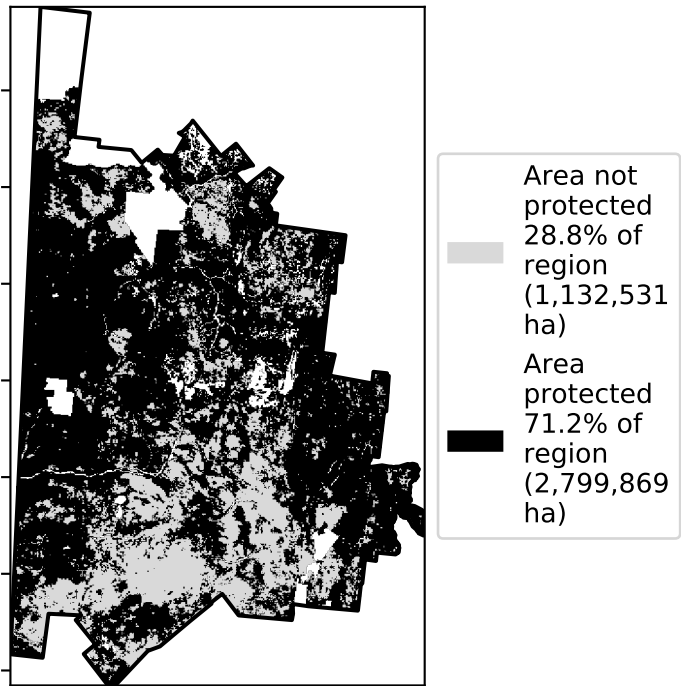 Area not
protected
28.8% of
region
(1,132,531
ha)
Area
protected
71.2% of
region
(2,799,869
ha)